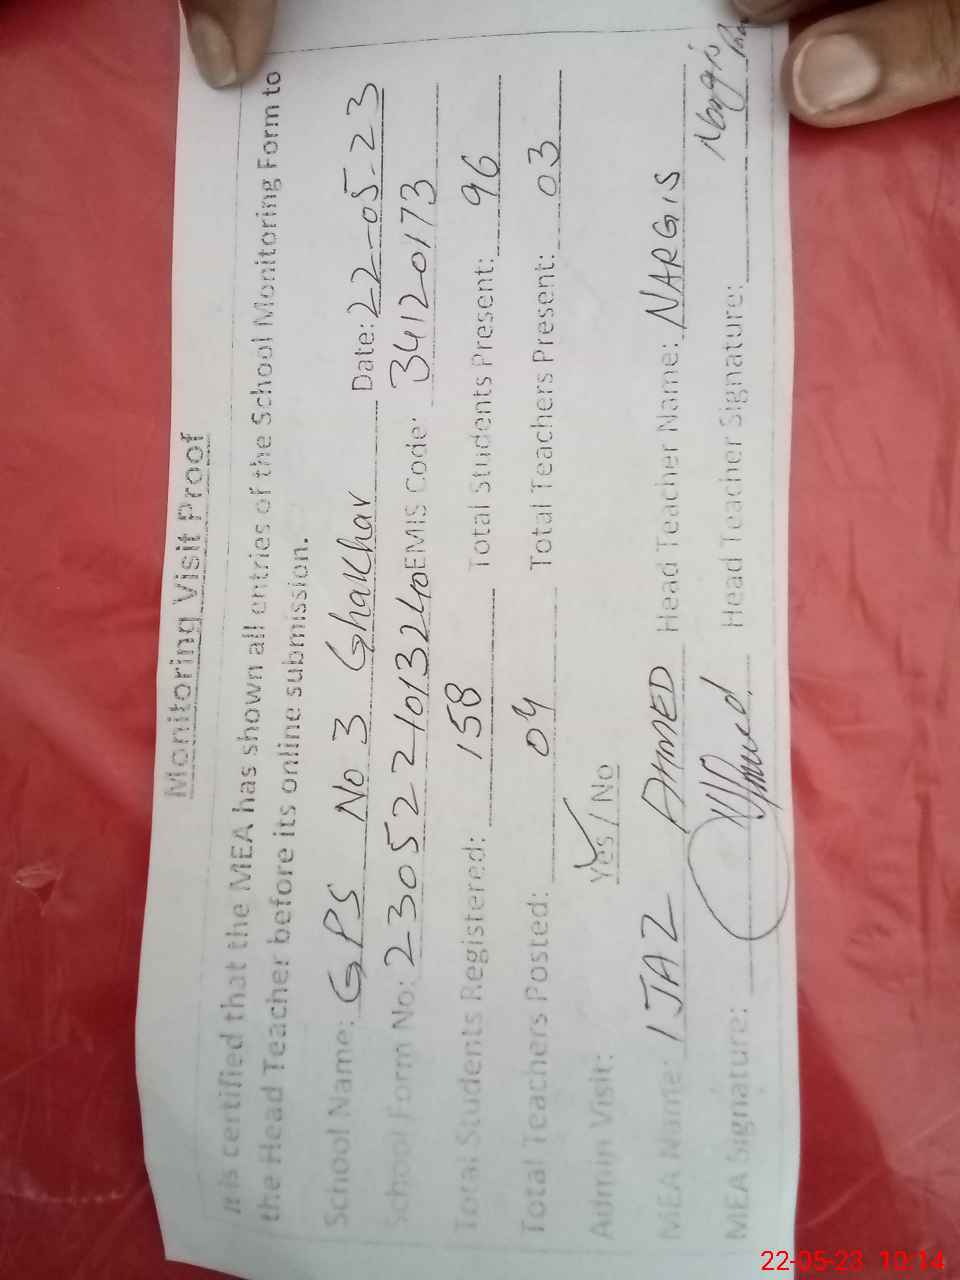 Monitoring Visit Proof
It is certified that the MEA has shown all entries of the School Monitoring Form to
the Head Teacher before its online submission.
School Name: GPS No 3 Ghakhar Date: 22-05-23
School Form No: 230522101324 EMIS Code: 34120173
Total Students Registered: 158 Total Students Present: 96
Total Teachers Posted: 04 Total Teachers Present: 03
Admin Visit: Yes / No
MEA Name: IJAZ AHMED Head Teacher Name: NARGIS
MEA Signature: Ahmed Head Teacher Signature: Nargis
22-05-23 10:14